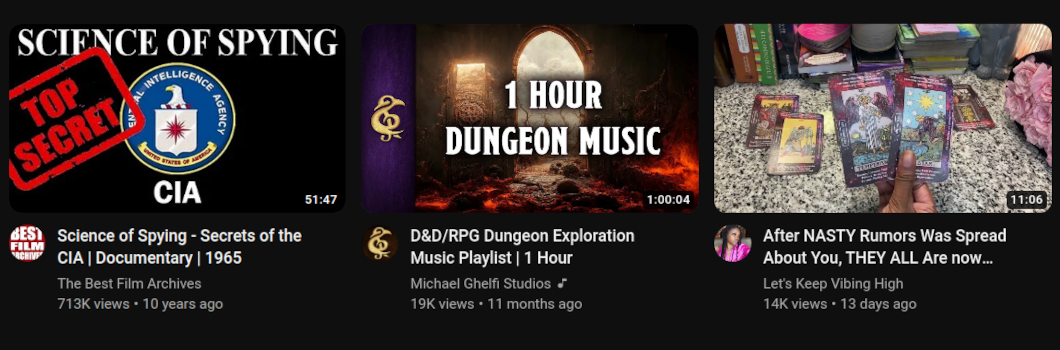 SCIENCE OF SPYING
TOP
SECRET
INTELLIGENCE AGENCY
UNITED STATES OF AMERICA
CIA
51:47
1 HOUR
DUNGEON MUSIC
1:00:04
11:06
BEST
FILM
ARCHIVES
Science of Spying - Secrets of the
CIA | Documentary | 1965
The Best Film Archives
713K views • 10 years ago
D&D/RPG Dungeon Exploration
Music Playlist | 1 Hour
Michael Ghelfi Studios
19K views • 11 months ago
After NASTY Rumors Was Spread
About You, THEY ALL Are now...
Let's Keep Vibing High
14K views • 13 days ago